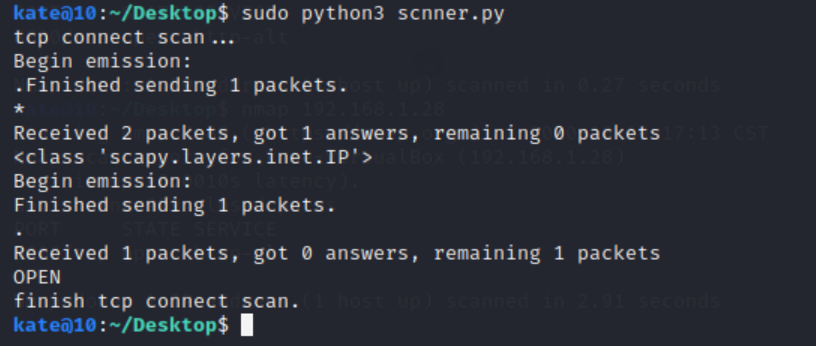 kate@10:~/Desktop$ sudo python3 scnner.py
tcp connect scan...
Begin emission:
.Finished sending 1 packets.
*
Received 2 packets, got 1 answers, remaining 0 packets
<class 'scapy.layers.inet.IP'>
Begin emission:
Finished sending 1 packets.
.
Received 1 packets, got 0 answers, remaining 1 packets
OPEN
finish tcp connect scan.
kate@10:~/Desktop$